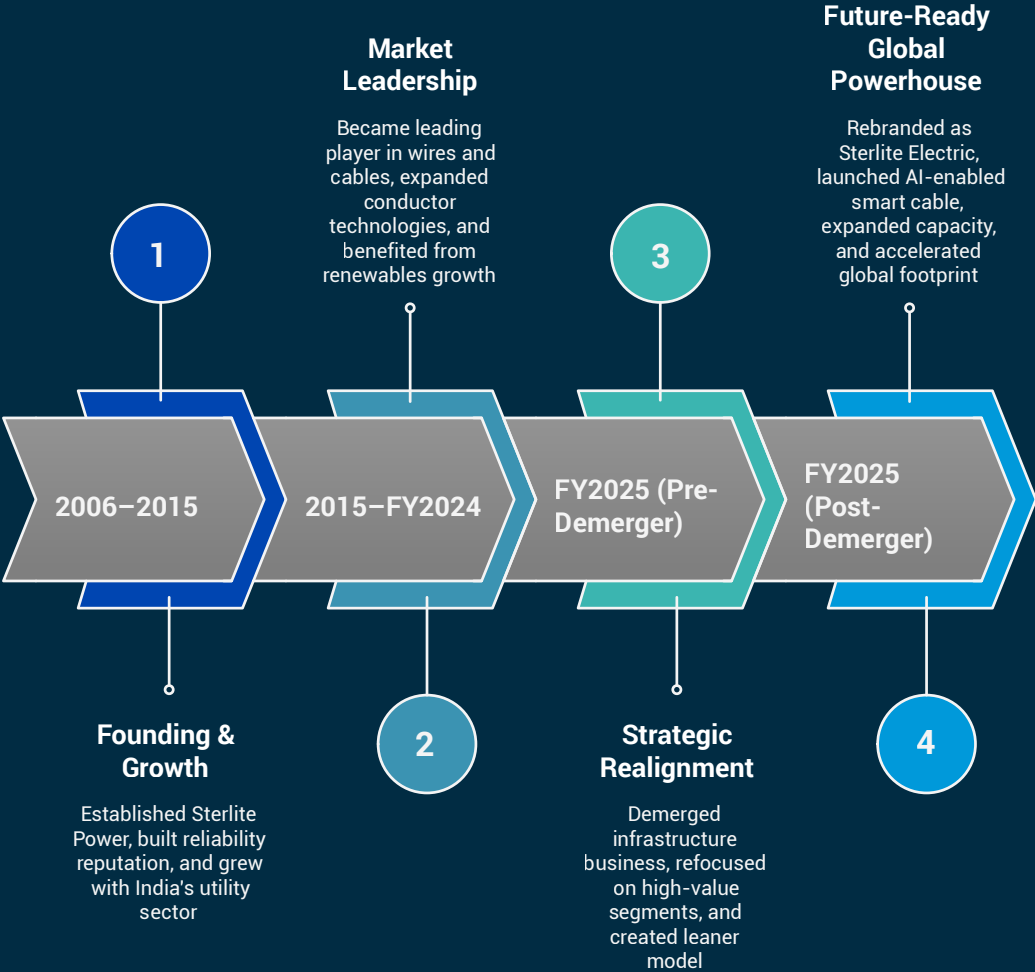 1
2006–2015
Founding &
Growth
Established Sterlite
Power, built reliability
reputation, and grew
with India's utility
sector
Market
Leadership
Became leading
player in wires and
cables, expanded
conductor
technologies, and
benefited from
renewables growth
2015–FY2024
2
3
FY2025 (Pre-
Demerger)
Strategic
Realignment
Demerged
infrastructure
business, refocused
on high-value
segments, and
created leaner
model
Future-Ready
Global
Powerhouse
Rebranded as
Sterlite Electric,
launched AI-enabled
smart cable,
expanded capacity,
and accelerated
global footprint
FY2025
(Post-
Demerger)
4